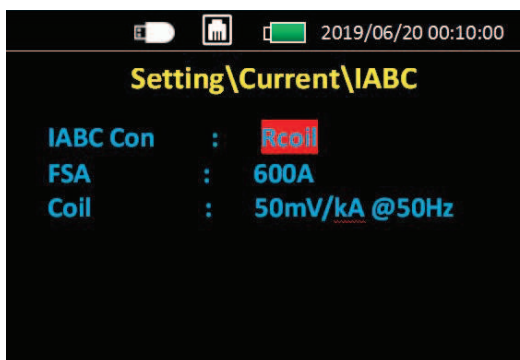 2019/06/20 00:10:00
Setting\Current\IABC
IABC Con : Rcoil
FSA : 600A
Coil : 50mV/kA @50Hz